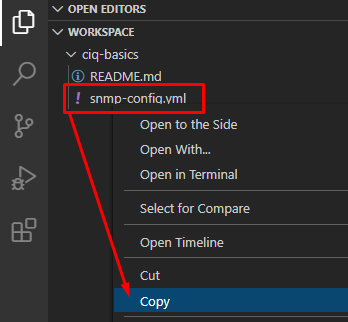 OPEN EDITORS
WORKSPACE
ciq-basics
README.md
snmp-config.yml
Open to the Side
Open With...
Open in Terminal
Select for Compare
Open Timeline
Cut
Copy